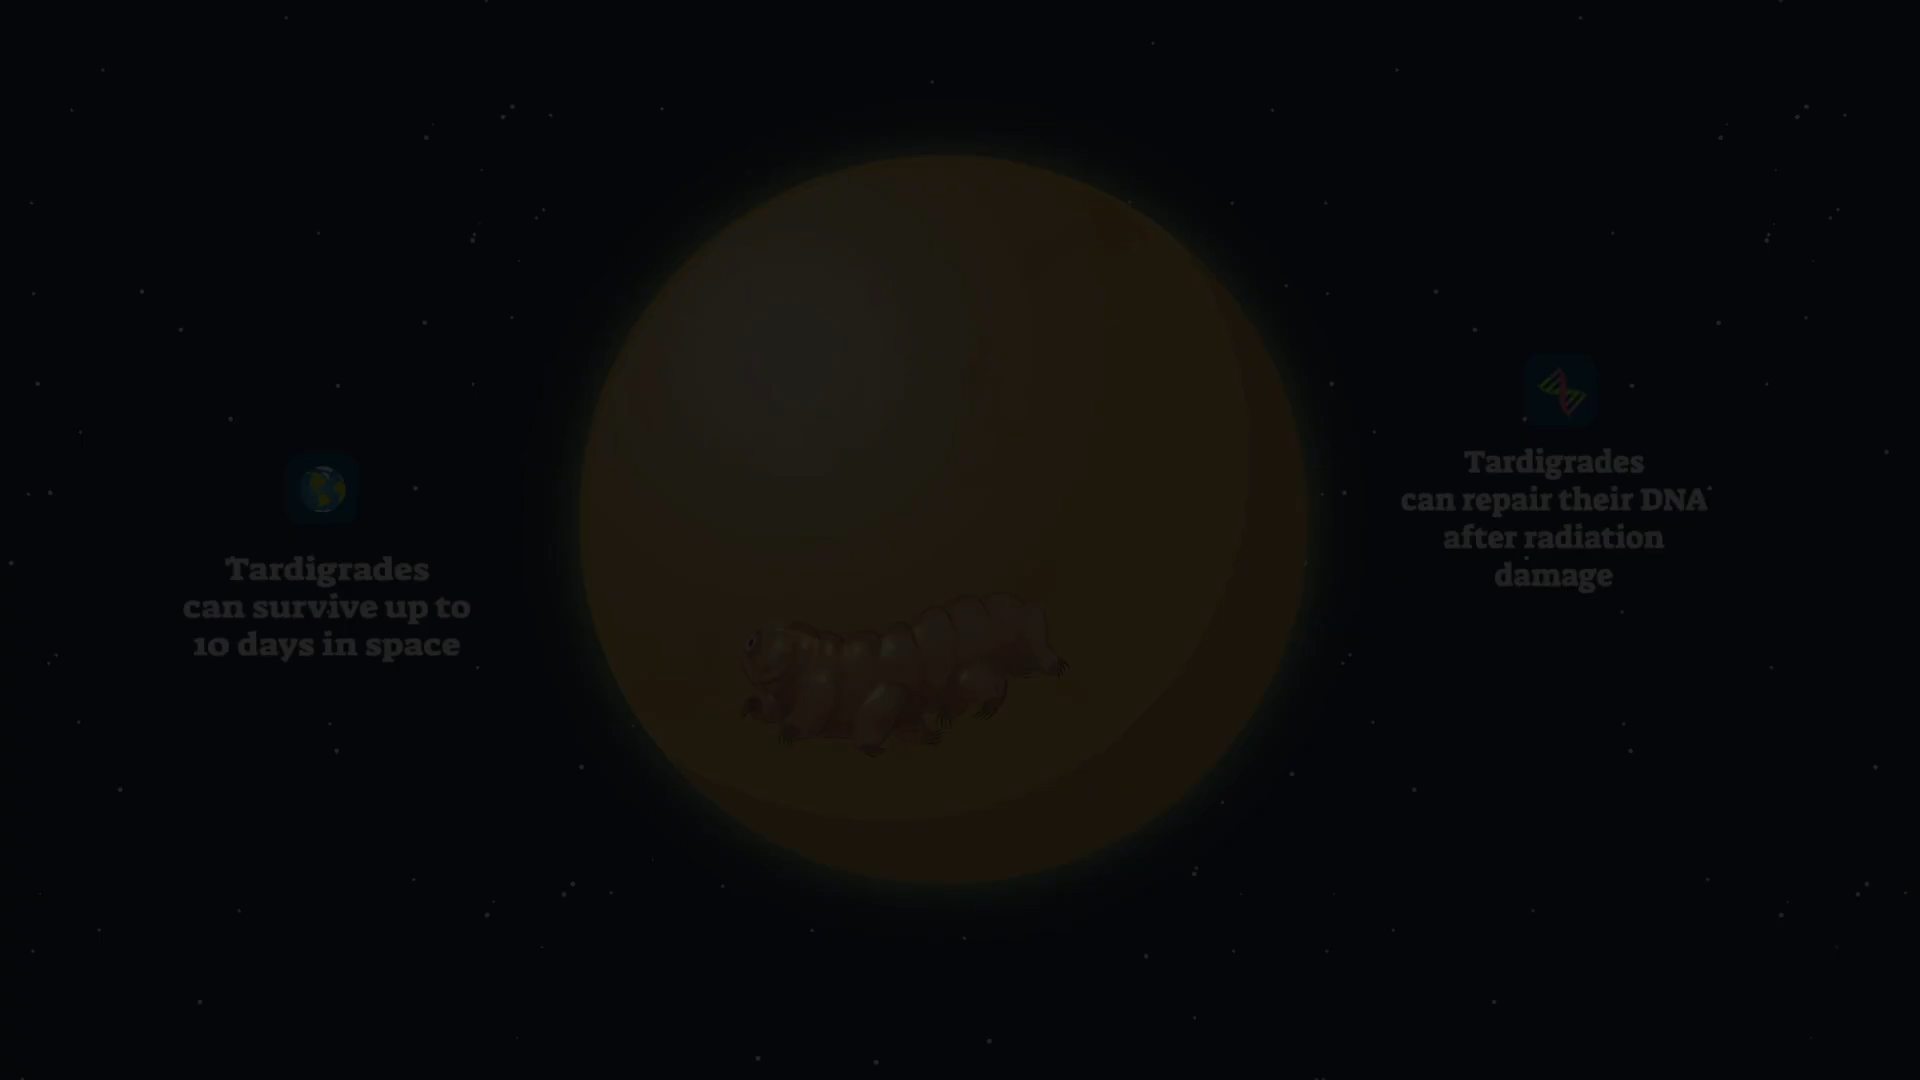 Tardigrades
can survive up to
10 days in space
Tardigrades
can repair their DNA
after radiation
damage